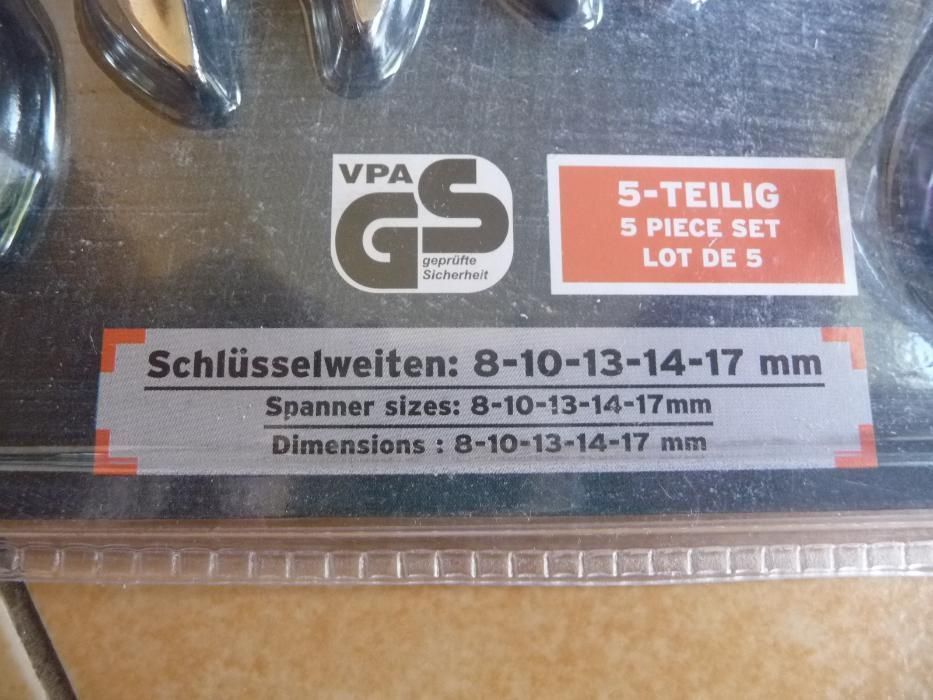 VPA
GS
geprüfte
Sicherheit
5-TEILIG
5 PIECE SET
LOT DE 5
Schlüsselweiten: 8-10-13-14-17 mm
Spanner sizes: 8-10-13-14-17mm
Dimensions : 8-10-13-14-17 mm